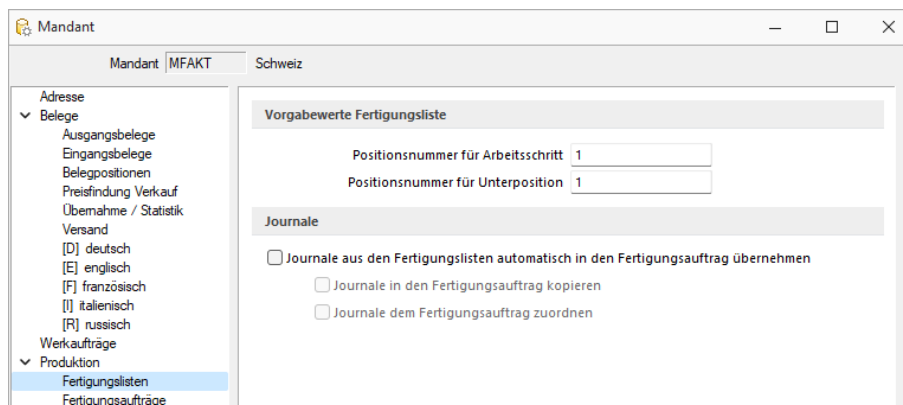 Mandant
Mandant MFAKT Schweiz
Adresse
Belege
Ausgangsbelege
Eingangsbelege
Belegpositionen
Preisfindung Verkauf
Übernahme / Statistik
Versand
[D] deutsch
[E] englisch
[F] französisch
[I] italienisch
[R] russisch
Werkaufträge
Produktion
Fertigungslisten
Fertigungsaufträge
Vorgabewerte Fertigungsliste
Positionsnummer für Arbeitsschritt 1
Positionsnummer für Unterposition 1
Journale
Journale aus den Fertigungslisten automatisch in den Fertigungsauftrag übernehmen
Journale in den Fertigungsauftrag kopieren
Journale dem Fertigungsauftrag zuordnen